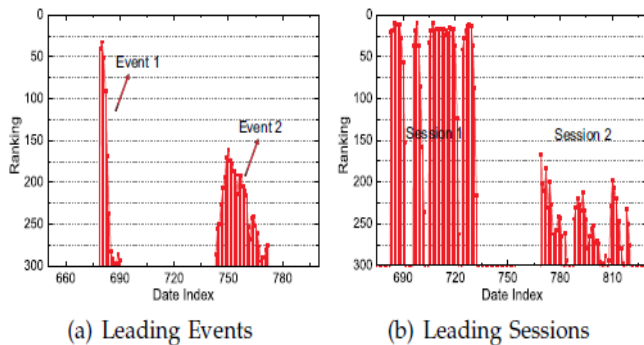 0
50
100
150
200
250
300
Ranking
Event 1
Event 2
660 690 720 750 780
Date Index
(a) Leading Events
0
50
100
150
200
250
300
Ranking
Session 1
Session 2
690 720 750 780 810
Date Index
(b) Leading Sessions